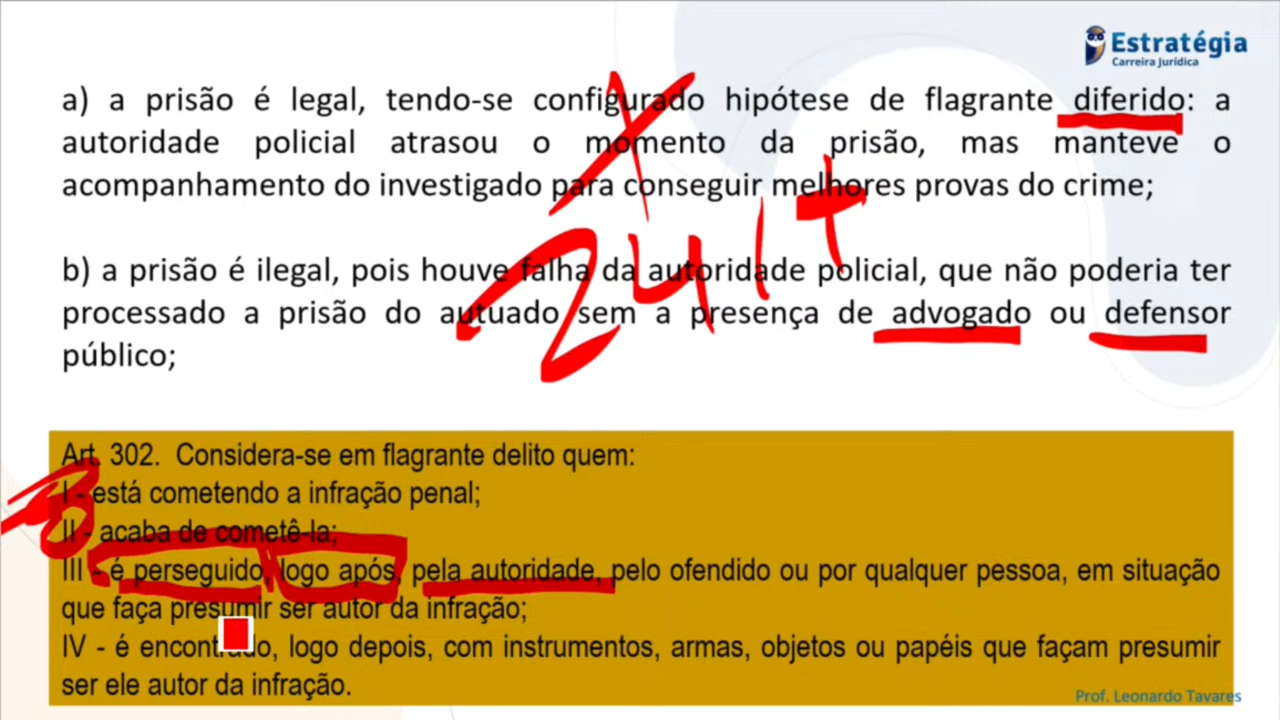 Estratégia
Carreira Jurídica
a) a prisão é legal, tendo-se configurado hipótese de flagrante diferido: a
autoridade policial atrasou o momento da prisão, mas manteve o
acompanhamento do investigado para conseguir melhores provas do crime;
b) a prisão é ilegal, pois houve falha da autoridade policial, que não poderia ter
processado a prisão do autuado sem a presença de advogado ou defensor
público;
Art. 302. Considera-se em flagrante delito quem:
I - está cometendo a infração penal;
II - acaba de cometê-la;
III - é perseguido, logo após, pela autoridade, pelo ofendido ou por qualquer pessoa, em situação
que faça presumir ser autor da infração;
IV - é encontrado, logo depois, com instrumentos, armas, objetos ou papéis que façam presumir
ser ele autor da infração.
Prof. Leonardo Tavares